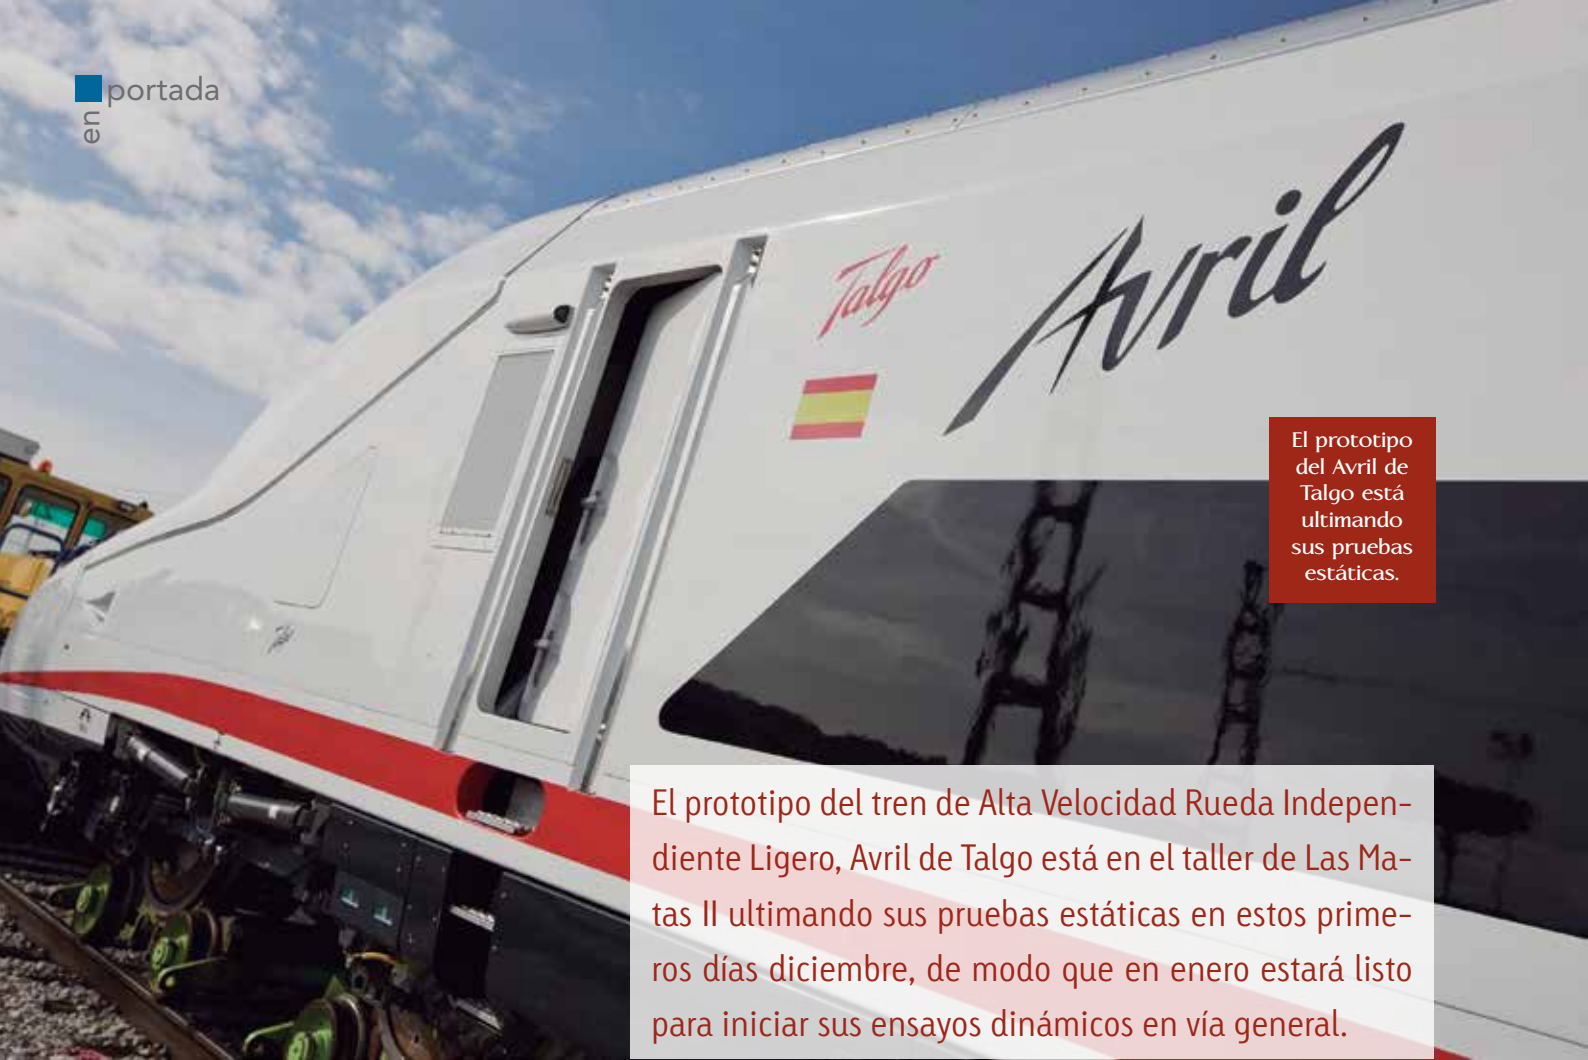 en portada
Talgo
Avril
El prototipo
del Avril de
Talgo está
ultimando
sus pruebas
estáticas.
El prototipo del tren de Alta Velocidad Rueda Indepen-
diente Ligero, Avril de Talgo está en el taller de Las Ma-
tas II ultimando sus pruebas estáticas en estos prime-
ros días diciembre, de modo que en enero estará listo
para iniciar sus ensayos dinámicos en vía general.